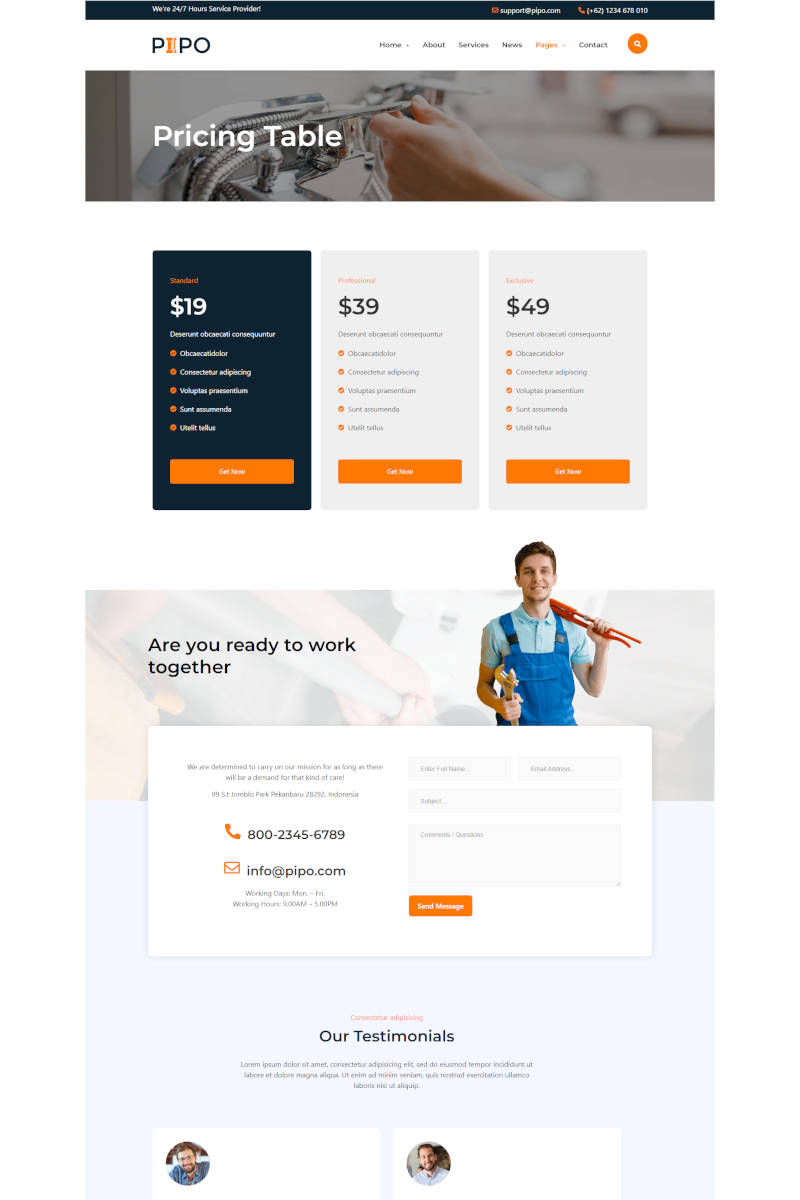 We're 24/7 Hours Service Provider!
support@pipo.com
(+62) 1234 678 010
PIPO
Home +
About
Services
News
Pages -
Contact
Pricing Table
Standard
$19
Deserunt obcaecati consequuntur
Obcaecatidolor
Consectetur adipiscing
Voluptas praesentium
Sunt assumenda
Utelit tellus
Get Now
Professional
$39
Deserunt obcaecati consequuntur
Obcaecatidolor
Consectetur adipiscing
Voluptas praesentium
Sunt assumenda
Utelit tellus
Get Now
Exclusive
$49
Deserunt obcaecati consequuntur
Obcaecatidolor
Consectetur adipiscing
Voluptas praesentium
Sunt assumenda
Utelit tellus
Get Now
Are you ready to work
together
We are determined to carry on our mission for as long as there
will be a demand for that kind of care!
99 S.t Jomblo Park Pekanbaru 28292. Indonesia
800-2345-6789
info@pipo.com
Working Days: Mon. – Fri.
Working Hours: 9.00AM – 5.00PM
Enter Full Name...
Email Address...
Subject ...
Comments / Questions
Send Message
Consectetur adipisicing
Our Testimonials
Lorem ipsum dolor sit amet, consectetur adipisicing elit, sed do eiusmod tempor incididunt ut
labore et dolore magna aliqua. Ut enim ad minim veniam, quis nostrud exercitation ullamco
laboris nisi ut aliquip.